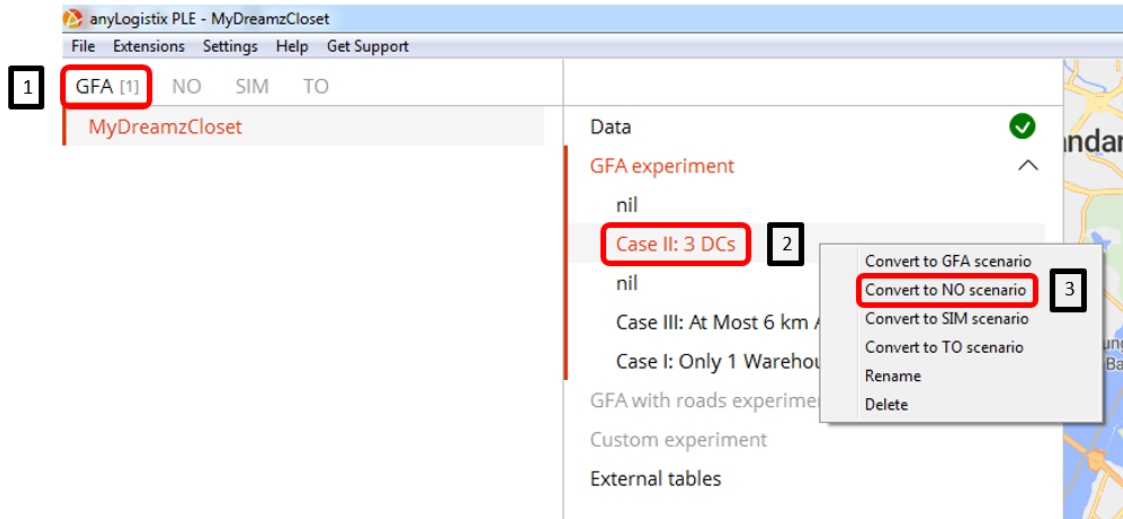 anyLogistix PLE - MyDreamzCloset
File Extensions Settings Help Get Support
1
GFA [1] NO SIM TO
MyDreamzCloset
Data
GFA experiment
nil
Case II: 3 DCs
2
nil
Case III: At Most 6 km
Case I: Only 1
GFA with roads
Custom experiment
External tables
Convert to GFA scenario
Convert to NO scenario
3
Convert to SIM scenario
Convert to TO scenario
Rename
Delete